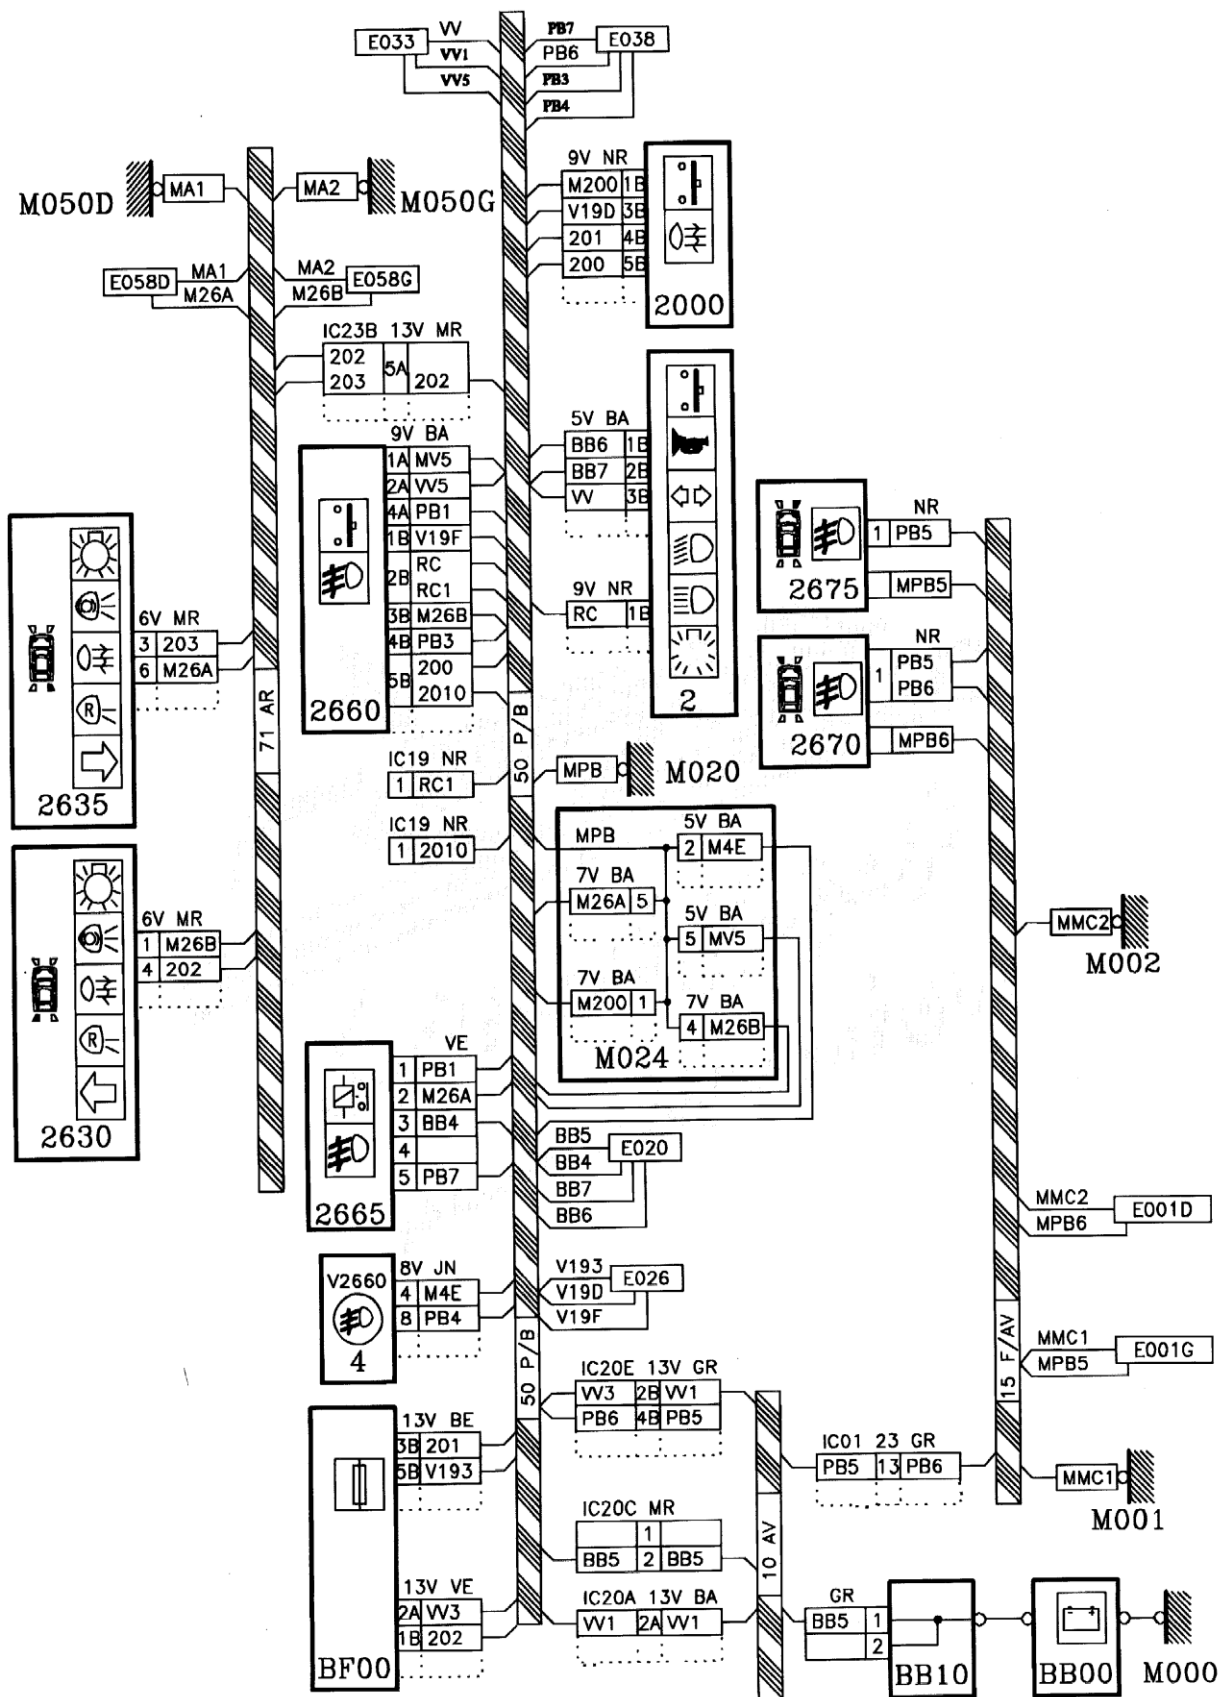 VV
E033
VV1
VV5
PB7
PB6
E038
PB3
PB4
9V NR
M200 1B
V19D 3B
201 4B
200 5B
2000
M050D
MA1
MA2
M050G
E058D
MA1
M26A
MA2
M26B
E058G
IC23B 13V MR
202
203
5A
202
5V BA
BB6 1B
BB7 2B
VV 3B
9V NR
RC 1B
2
9V BA
1A MV5
2A VV5
4A PB1
1B V19F
2B RC
RC1
3B M26B
4B PB3
5B 200
2010
2660
NR
1 PB5
MPB5
2675
NR
1 PB5
PB6
MPB6
2670
6V MR
3 203
6 M26A
R
2635
71 AR
50 P/B
IC19 NR
1 RC1
IC19 NR
1 2010
MPB
M020
MPB
5V BA
2 M4E
7V BA
M26A 5
5V BA
5 MV5
7V BA
M200 1
7V BA
4 M26B
M024
6V MR
1 M26B
4 202
R
2630
MMC2
M002
VE
1 PB1
2 M26A
3 BB4
4
5 PB7
2665
BB5
BB4
BB7
BB6
E020
MMC2
MPB6
E001D
V2660
8V JN
4 M4E
8 PB4
4
V193
V19D
V19F
E026
50 P/B
15 F/AV
MMC1
MPB5
E001G
IC20E 13V GR
VV3 2B VV1
PB6 4B PB5
13V BE
3B 201
5B V193
IC01 23 GR
PB5 13 PB6
MMC1
M001
IC20C MR
1
BB5 2 BB5
10 AV
13V VE
2A VV3
1B 202
BF00
IC20A 13V BA
VV1 2A VV1
GR
BB5 1
2
BB10
BB00
M000